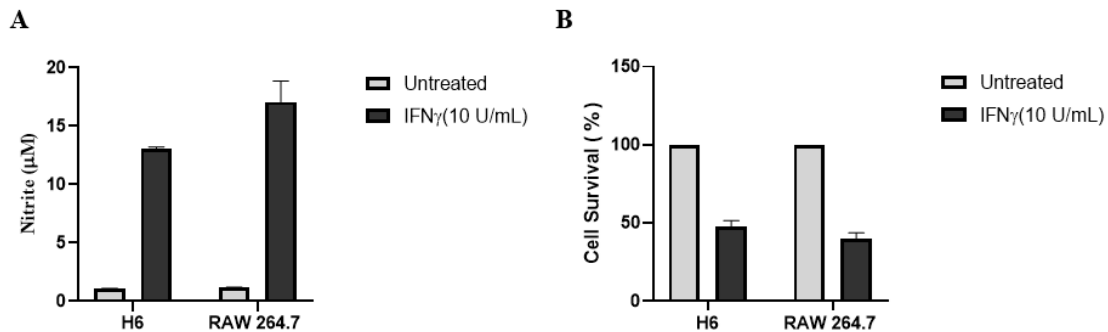 A
Nitrite (μM)
20
15
10
5
0
H6
RAW 264.7
Untreated
IFNγ(10 U/mL)
B
Cell Survival ( %)
150
100
50
0
H6
RAW 264.7
Untreated
IFNγ(10 U/mL)